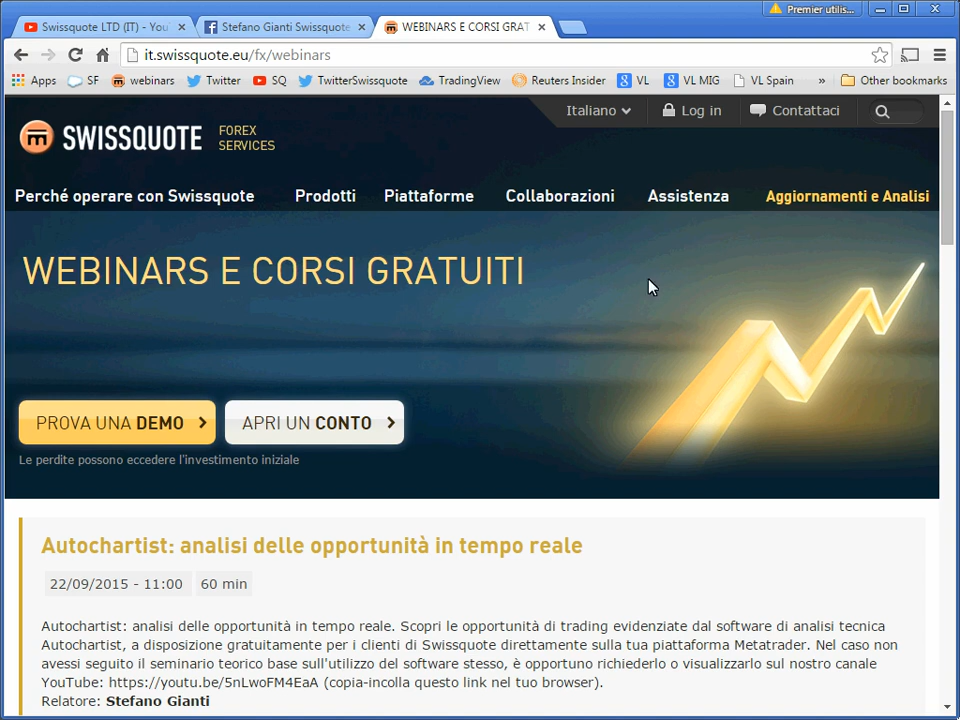 Premier utilis...
Swissquote LTD (IT) - You
Stefano Gianti Swissquote
WEBINARS E CORSI GRAT
it.swissquote.eu/fx/webinars
Apps SF webinars Twitter SQ TwitterSwissquote TradingView Reuters Insider VL VL MIG VL Spain » Other bookmarks
Italiano Log in Contattaci
SWISSQUOTE
FOREX
SERVICES
Perché operare con Swissquote Prodotti Piattaforme Collaborazioni Assistenza Aggiornamenti e Analisi
WEBINARS E CORSI GRATUITI
PROVA UNA DEMO
APRI UN CONTO
Le perdite possono eccedere l'investimento iniziale
Autochartist: analisi delle opportunità in tempo reale
22/09/2015 - 11:00 60 min
Autochartist: analisi delle opportunità in tempo reale. Scopri le opportunità di trading evidenziate dal software di analisi tecnica
Autochartist, a disposizione gratuitamente per i clienti di Swissquote direttamente sulla tua piattaforma Metatrader. Nel caso non
avessi seguito il seminario teorico base sull'utilizzo del software stesso, è opportuno richiederlo o visualizzarlo sul nostro canale
YouTube: https://youtu.be/5nLwoFM4EaA (copia-incolla questo link nel tuo browser).
Relatore: Stefano Gianti